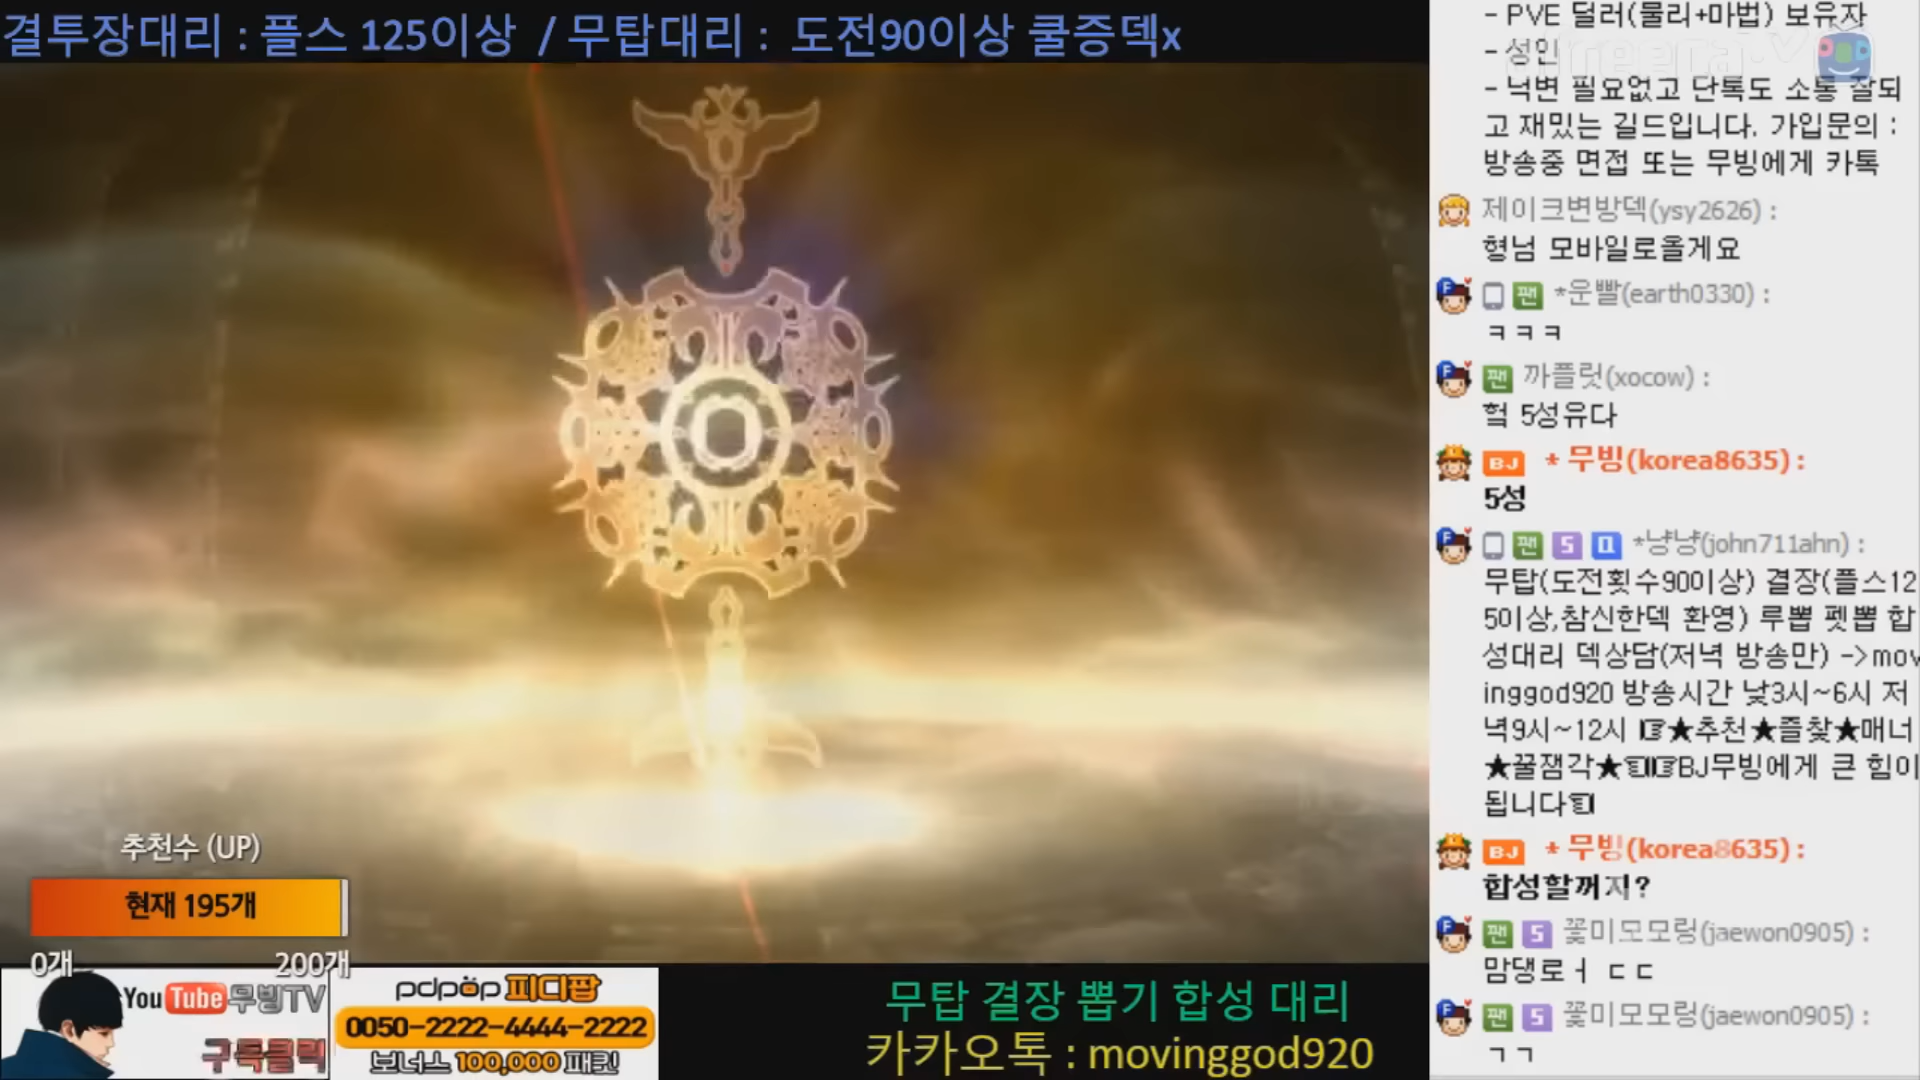 결투장대리 : 플스 125이상 / 무탑대리 : 도전90이상 쿨증덱x
추천수 (UP)
현재 195개
0개
200개
YouTube 무빙TV
구독클릭
pdpop 피디팝
0050-2222-4444-2222
보너스 100,000 패킷
무탑 결장 뽑기 합성 대리
카카오톡 : movinggod920
- PVE 딜러(물리+마법) 보유자
- 성인
- 넉변 필요없고 단톡도 소통 잘되
고 재밌는 길드입니다. 가입문의 :
방송중 면접 또는 무빙에게 카톡
제이크변방덱(ysy2626) :
형님 모바일로올게요
팬 *운빨(earth0330) :
ㅋㅋㅋ
팬 까플릿(xocow) :
헐 5성유다
BJ * 무빙(korea8635) :
5성
팬 S *냥냥(john711ahn) :
무탑(도전횟수90이상) 결장(플스12
5이상,참신한덱 환영) 루뽑 펫뽑 합
성대리 덱상담(저녁 방송만) ->mov
inggod920 방송시간 낮3시~6시 저
녁9시~12시 ☞★추천★즐찾★매너
★꿀잼각★☜☞BJ무빙에게 큰 힘이
됩니다☜
BJ * 무빙(korea8635) :
합성할꺼지?
팬 S 꽃미모모링(jaewon0905) :
맘댕로ㅓ ㄷㄷ
팬 S 꽃미모모링(jaewon0905) :
ㄱㄱ